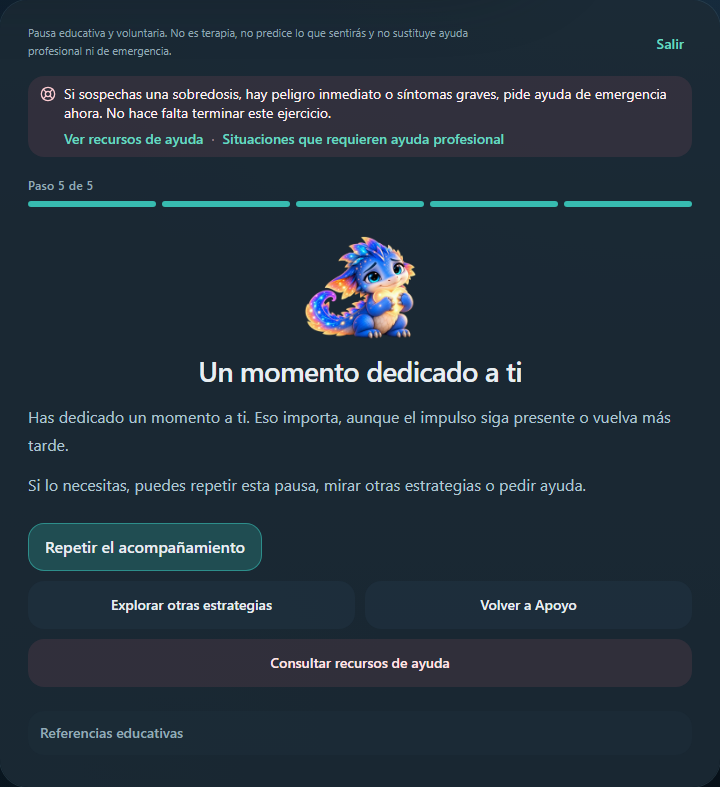 Pausa educativa y voluntaria. No es terapia, no predice lo que sentirás y no sustituye ayuda
profesional ni de emergencia.
Salir
Si sospechas una sobredosis, hay peligro inmediato o síntomas graves, pide ayuda de emergencia
ahora. No hace falta terminar este ejercicio.
Ver recursos de ayuda · Situaciones que requieren ayuda profesional
Paso 5 de 5
Un momento dedicado a ti
Has dedicado un momento a ti. Eso importa, aunque el impulso siga presente o vuelva más
tarde.
Si lo necesitas, puedes repetir esta pausa, mirar otras estrategias o pedir ayuda.
Repetir el acompañamiento
Explorar otras estrategias
Volver a Apoyo
Consultar recursos de ayuda
Referencias educativas